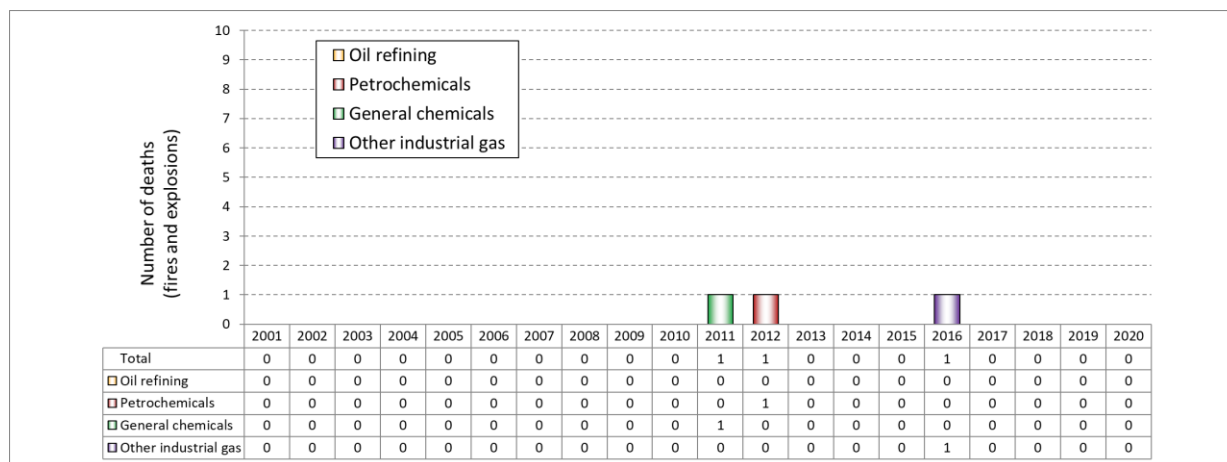 10
9
8
7
6
5
4
3
2
1
0
Number of deaths
(fires and explosions)
Oil refining
Petrochemicals
General chemicals
Other industrial gas
2001 2002 2003 2004 2005 2006 2007 2008 2009 2010 2011 2012 2013 2014 2015 2016 2017 2018 2019 2020
Total 0 0 0 0 0 0 0 0 0 0 1 1 0 0 0 1 0 0 0 0
Oil refining 0 0 0 0 0 0 0 0 0 0 0 0 0 0 0 0 0 0 0 0
Petrochemicals 0 0 0 0 0 0 0 0 0 0 0 1 0 0 0 0 0 0 0 0
General chemicals 0 0 0 0 0 0 0 0 0 0 1 0 0 0 0 0 0 0 0 0
Other industrial gas 0 0 0 0 0 0 0 0 0 0 0 0 0 0 0 1 0 0 0 0